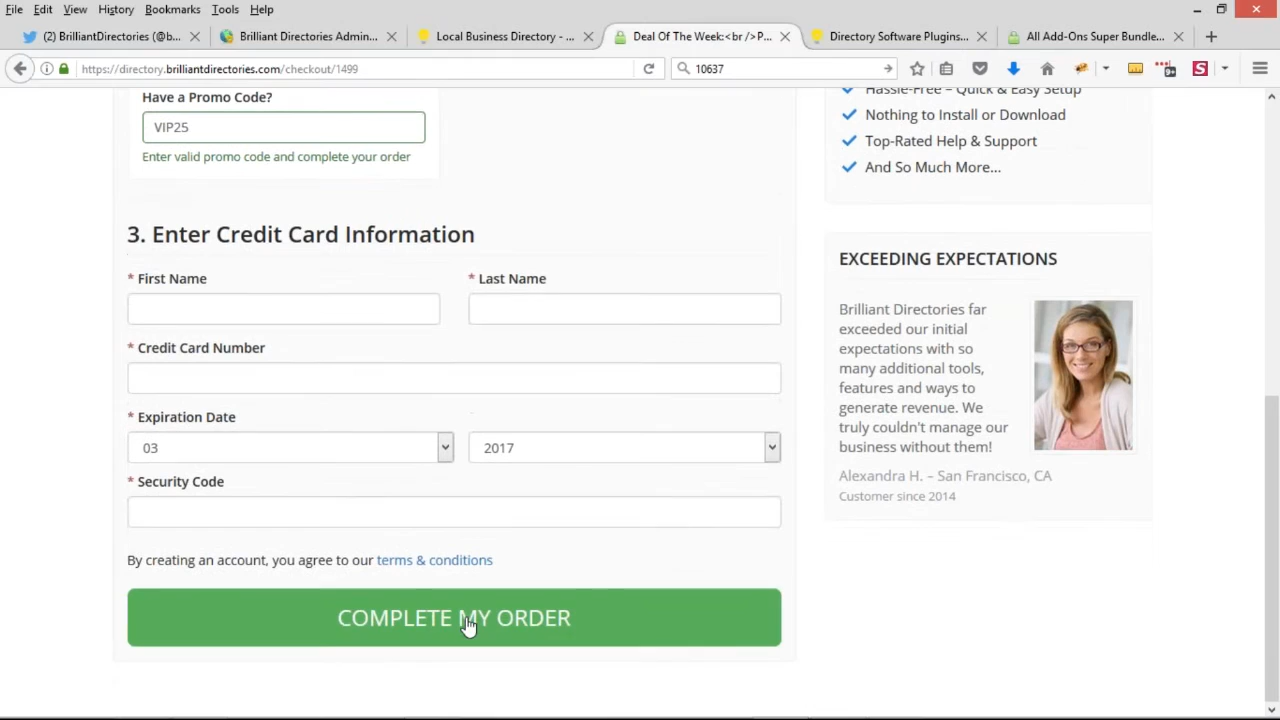 File Edit View History Bookmarks Tools Help
(2) BrilliantDirectories (@b...
Brilliant Directories Admin...
Local Business Directory - ...
Deal Of The Week:<br />P...
Directory Software Plugins...
All Add-Ons Super Bundle...
https://directory.brilliantdirectories.com/checkout/1499
10637
Have a Promo Code?
VIP25
Enter valid promo code and complete your order
3. Enter Credit Card Information
* First Name
* Last Name
* Credit Card Number
* Expiration Date
03
2017
* Security Code
By creating an account, you agree to our terms & conditions
COMPLETE MY ORDER
Hassle-Free – Quick & Easy Setup
Nothing to Install or Download
Top-Rated Help & Support
And So Much More...
EXCEEDING EXPECTATIONS
Brilliant Directories far
exceeded our initial
expectations with so
many additional tools,
features and ways to
generate revenue. We
truly couldn't manage our
business without them!
Alexandra H. – San Francisco, CA
Customer since 2014